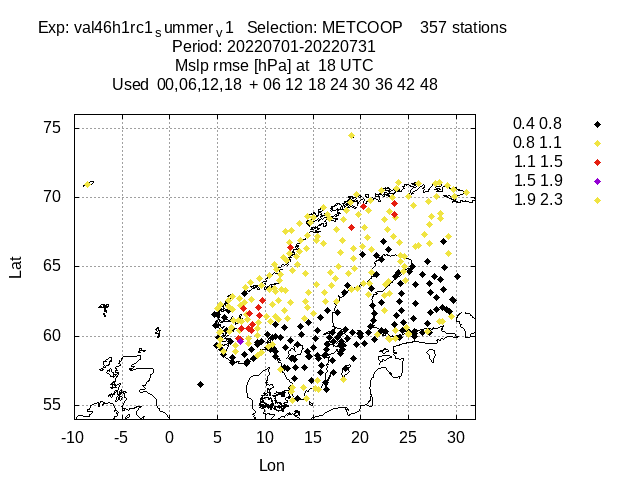 Exp: val46h1rc1summerv1 Selection: METCOOP 357 stations
Period: 20220701-20220731
Mslp rmse [hPa] at 18 UTC
Used 00,06,12,18 + 06 12 18 24 30 36 42 48
0.4 0.8
0.8 1.1
1.1 1.5
1.5 1.9
1.9 2.3
75
70
65
60
55
Lat
-10 -5 0 5 10 15 20 25 30
Lon